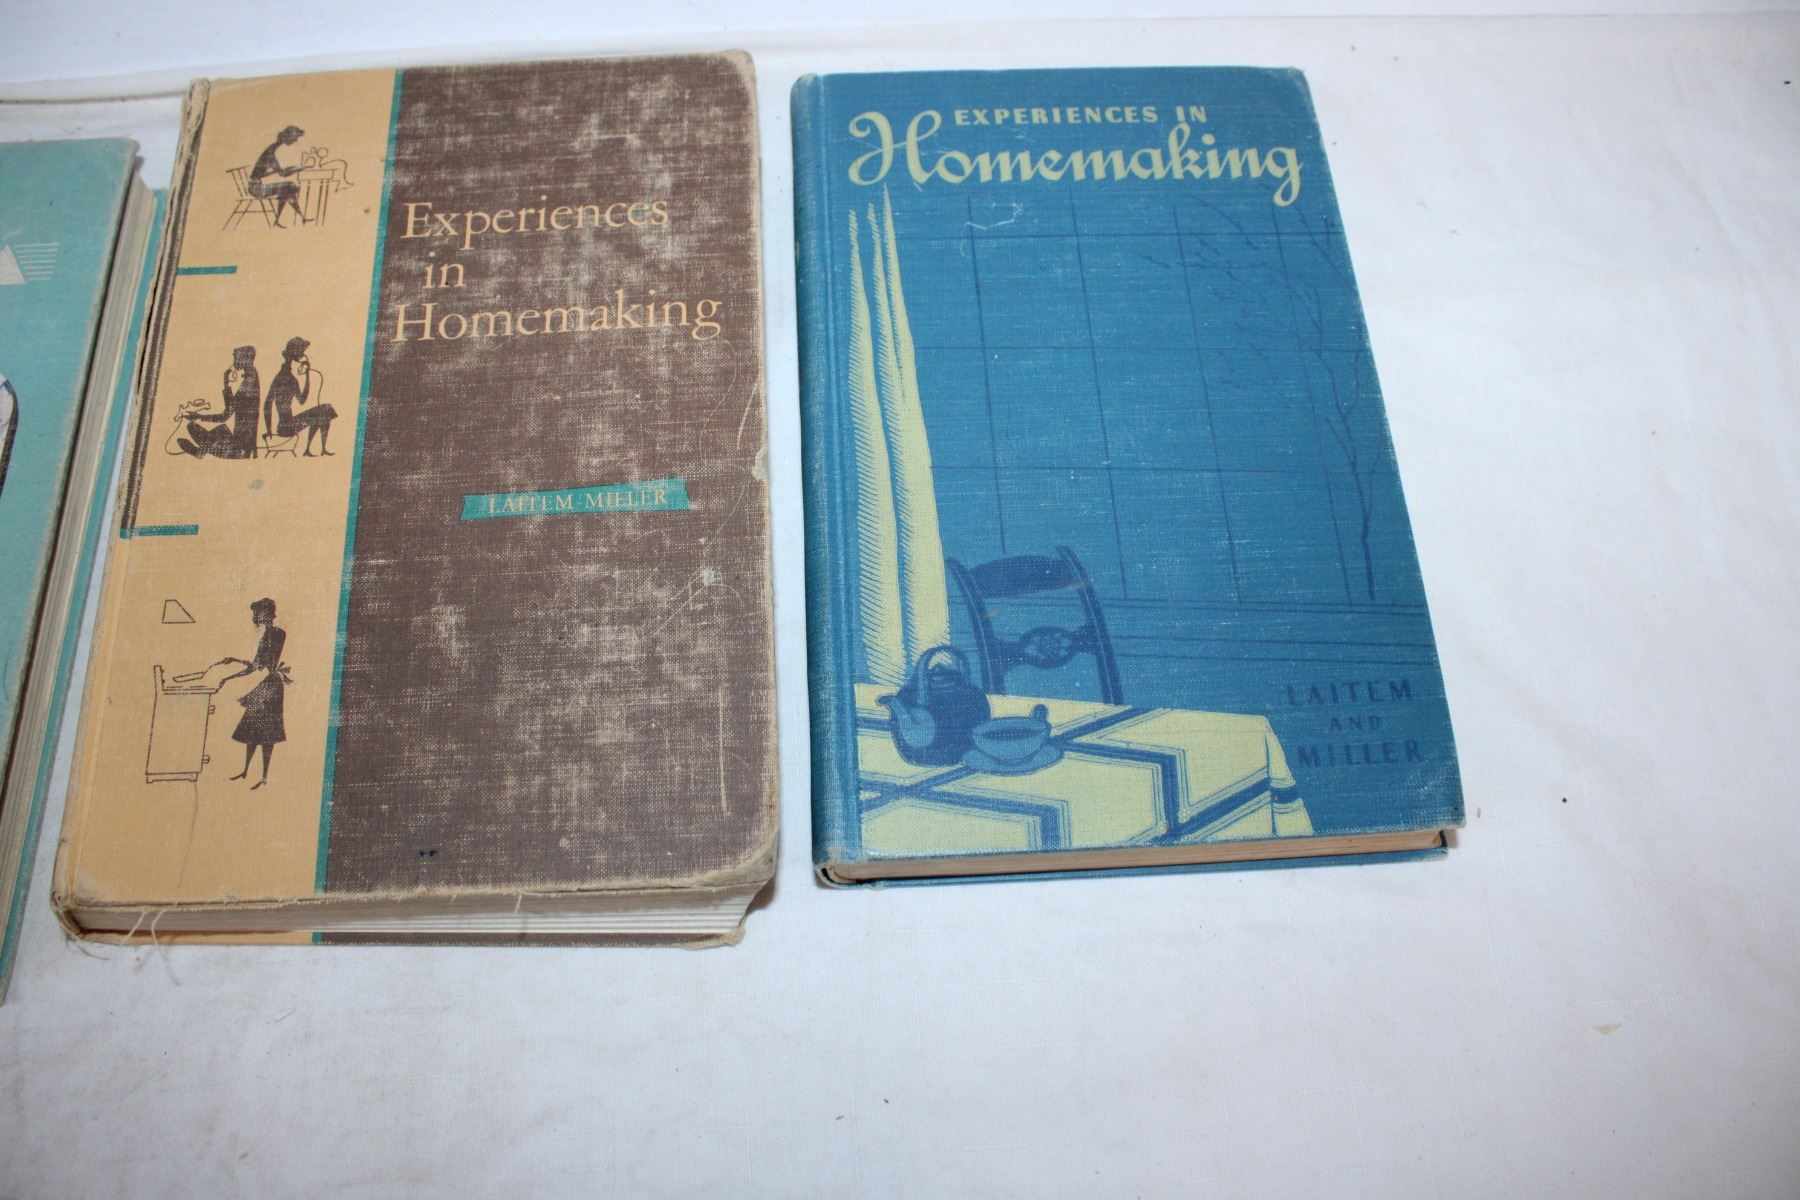 Experiences
in
Homemaking
LAITEM-MILLER
EXPERIENCES IN
Homemaking
LAITEM
AND
MILLER